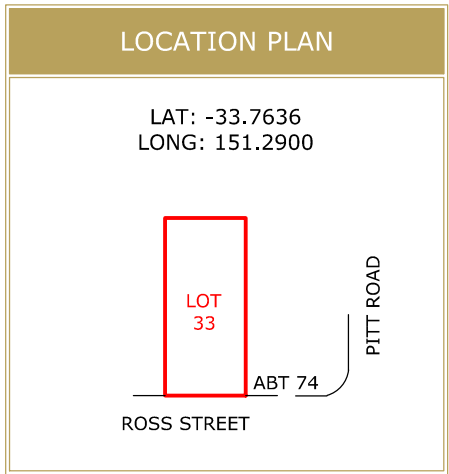 LOCATION PLAN
LAT: -33.7636
LONG: 151.2900
PITT ROAD
LOT
33
ABT 74
ROSS STREET